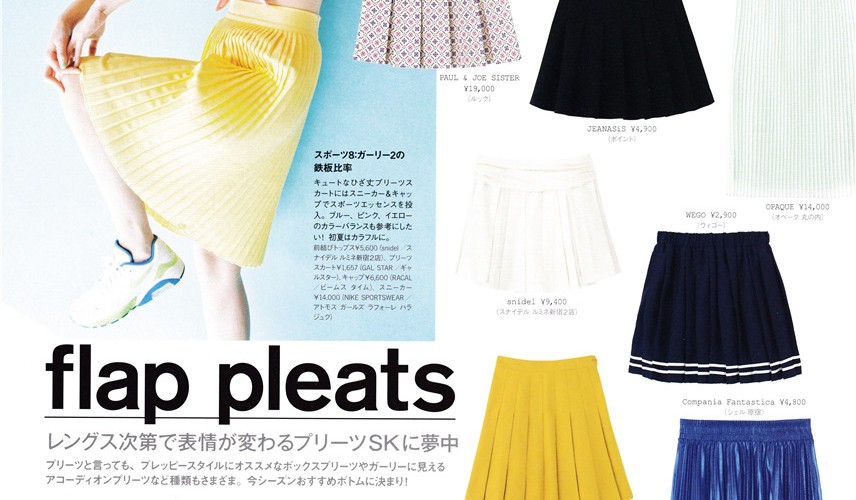 PAUL & JOE SISTER
¥19,000
(ルック)
JEANASiS ¥4,900
(ポイント)
OPAQUE ¥14,000
(オペーク 丸の内)
WEGO ¥2,900
(ウィゴー)
snidel ¥9,400
(スナイデル ルミネ新宿2店)
Compania Fantastica ¥4,800
(シェル 原宿)
スポーツ8:ガーリー2の
鉄板比率
キュートなひざ丈プリーツス
カートにはスニーカー&キャッ
プでスポーツエッセンスを投
入。ブルー、ピンク、イエロー
のカラーバランスも参考にした
い! 初夏はカラフルに。
前結びトップス¥5,600(snidel/ス
ナイデル ルミネ新宿2店)、プリーツ
スカート¥1,657(GAL STAR/ギャ
ルスター)、キャップ¥6,600(RACAL
/ビームス タイム)、スニーカー
¥14,000(NIKE SPORTSWEAR/
アトモス ガールズ ラフォーレ ハラ
ジュク)
flap pleats
レングス次第で表情が変わるプリーツSKに夢中
プリーツと言っても、プレッピースタイルにオススメなボックスプリーツやガーリーに見える
アコーディオンプリーツなど種類もさまざま。今シーズンおすすめボトムに決まり!